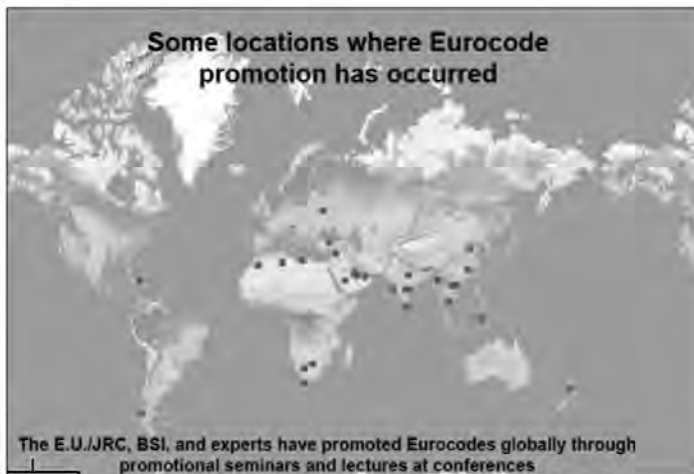 Some locations where Eurocode
promotion has occurred
The E.U./JRC, BSI, and experts have promoted Eurocodes globally through
promotional seminars and lectures at conferences